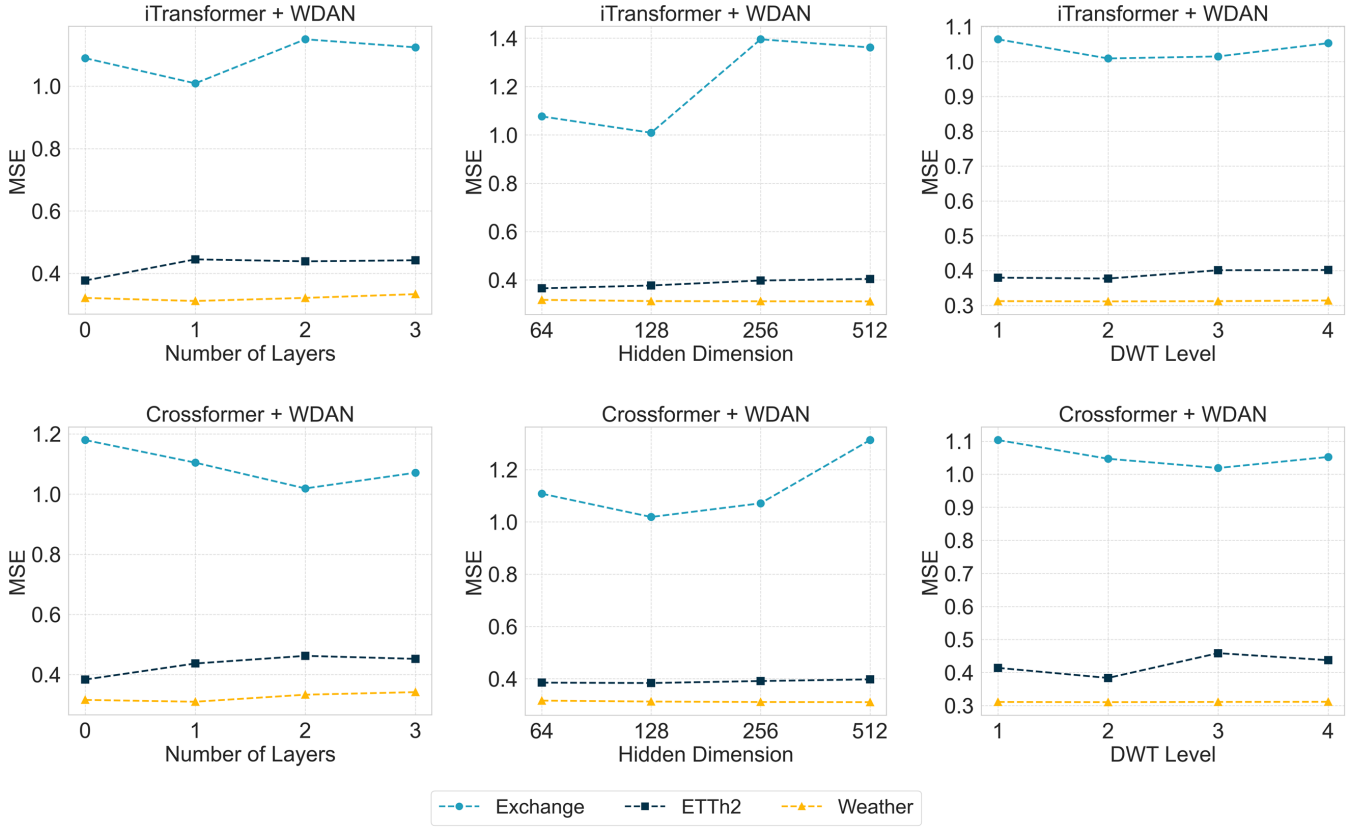 iTransformer + WDAN
MSE
1.0
0.8
0.6
0.4
0 1 2 3
Number of Layers
iTransformer + WDAN
MSE
1.4
1.2
1.0
0.8
0.6
0.4
64 128 256 512
Hidden Dimension
iTransformer + WDAN
MSE
1.1
1.0
0.9
0.8
0.7
0.6
0.5
0.4
0.3
1 2 3 4
DWT Level
Crossformer + WDAN
MSE
1.2
1.0
0.8
0.6
0.4
0 1 2 3
Number of Layers
Crossformer + WDAN
MSE
1.2
1.0
0.8
0.6
0.4
64 128 256 512
Hidden Dimension
Crossformer + WDAN
MSE
1.1
1.0
0.9
0.8
0.7
0.6
0.5
0.4
0.3
1 2 3 4
DWT Level
Exchange ETTh2 Weather